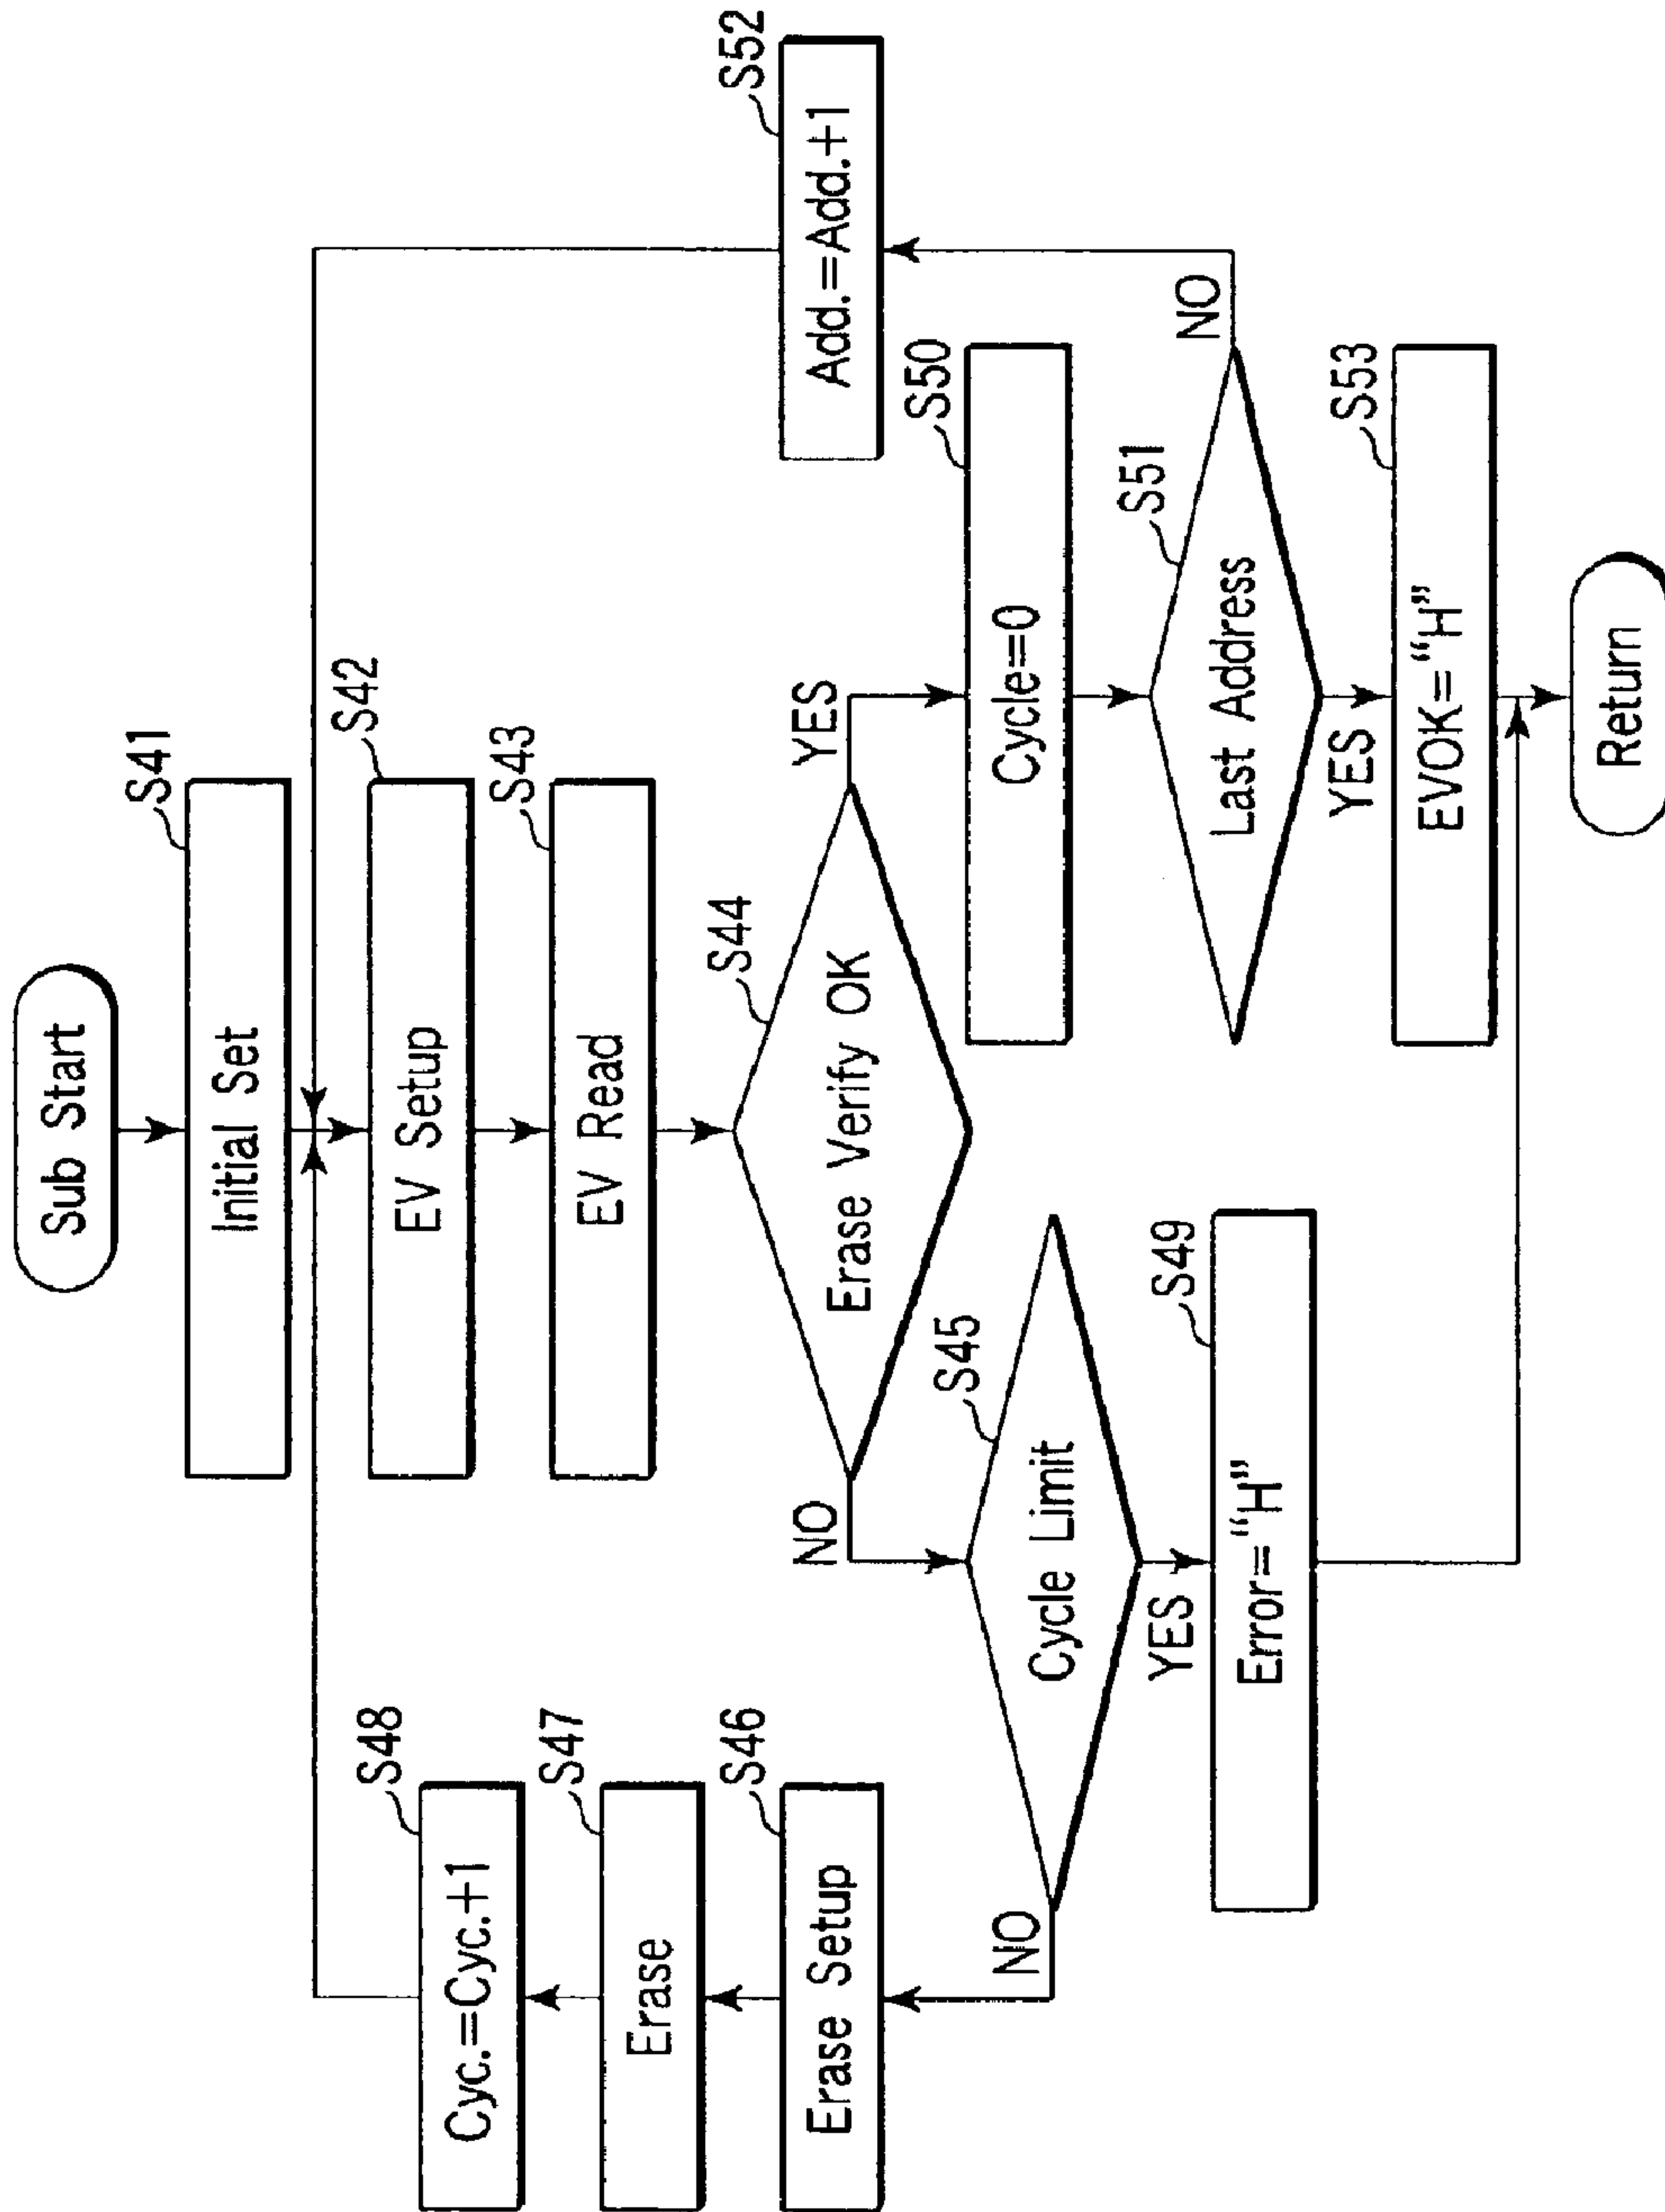 Sub Start
S41
Initial Set
S42
EV Setup
S43
EV Read
S44
Erase Verify OK
NO
YES
S45
Cycle Limit
NO
YES
S46
Erase Setup
S47
Erase
S48
Cyc.=Cyc.+1
S49
Error=“H”
S50
Cycle=0
S51
Last Address
NO
YES
S52
Add.=Add.+1
S53
EVOK=“H”
Return